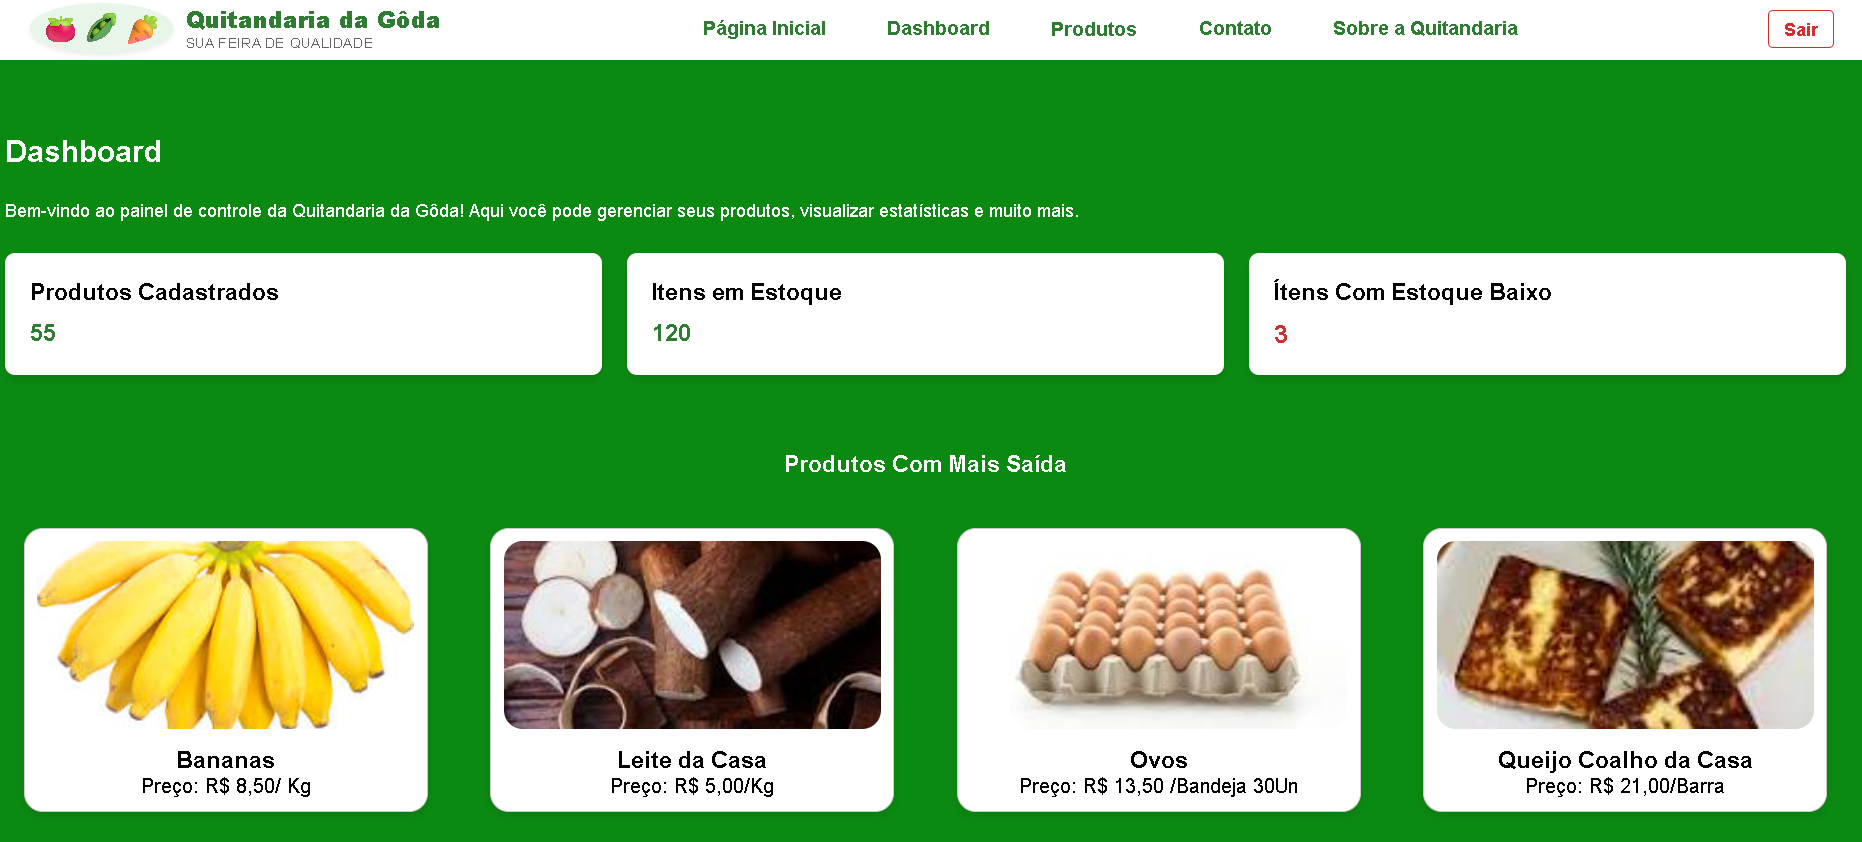 Quitandaria da Gôda
SUA FEIRA DE QUALIDADE
Página Inicial
Dashboard
Produtos
Contato
Sobre a Quitandaria
Sair
Dashboard
Bem-vindo ao painel de controle da Quitandaria da Gôda! Aqui você pode gerenciar seus produtos, visualizar estatísticas e muito mais.
Produtos Cadastrados
55
Itens em Estoque
120
Ítens Com Estoque Baixo
3
Produtos Com Mais Saída
Bananas
Preço: R$ 8,50/ Kg
Leite da Casa
Preço: R$ 5,00/Kg
Ovos
Preço: R$ 13,50 /Bandeja 30Un
Queijo Coalho da Casa
Preço: R$ 21,00/Barra